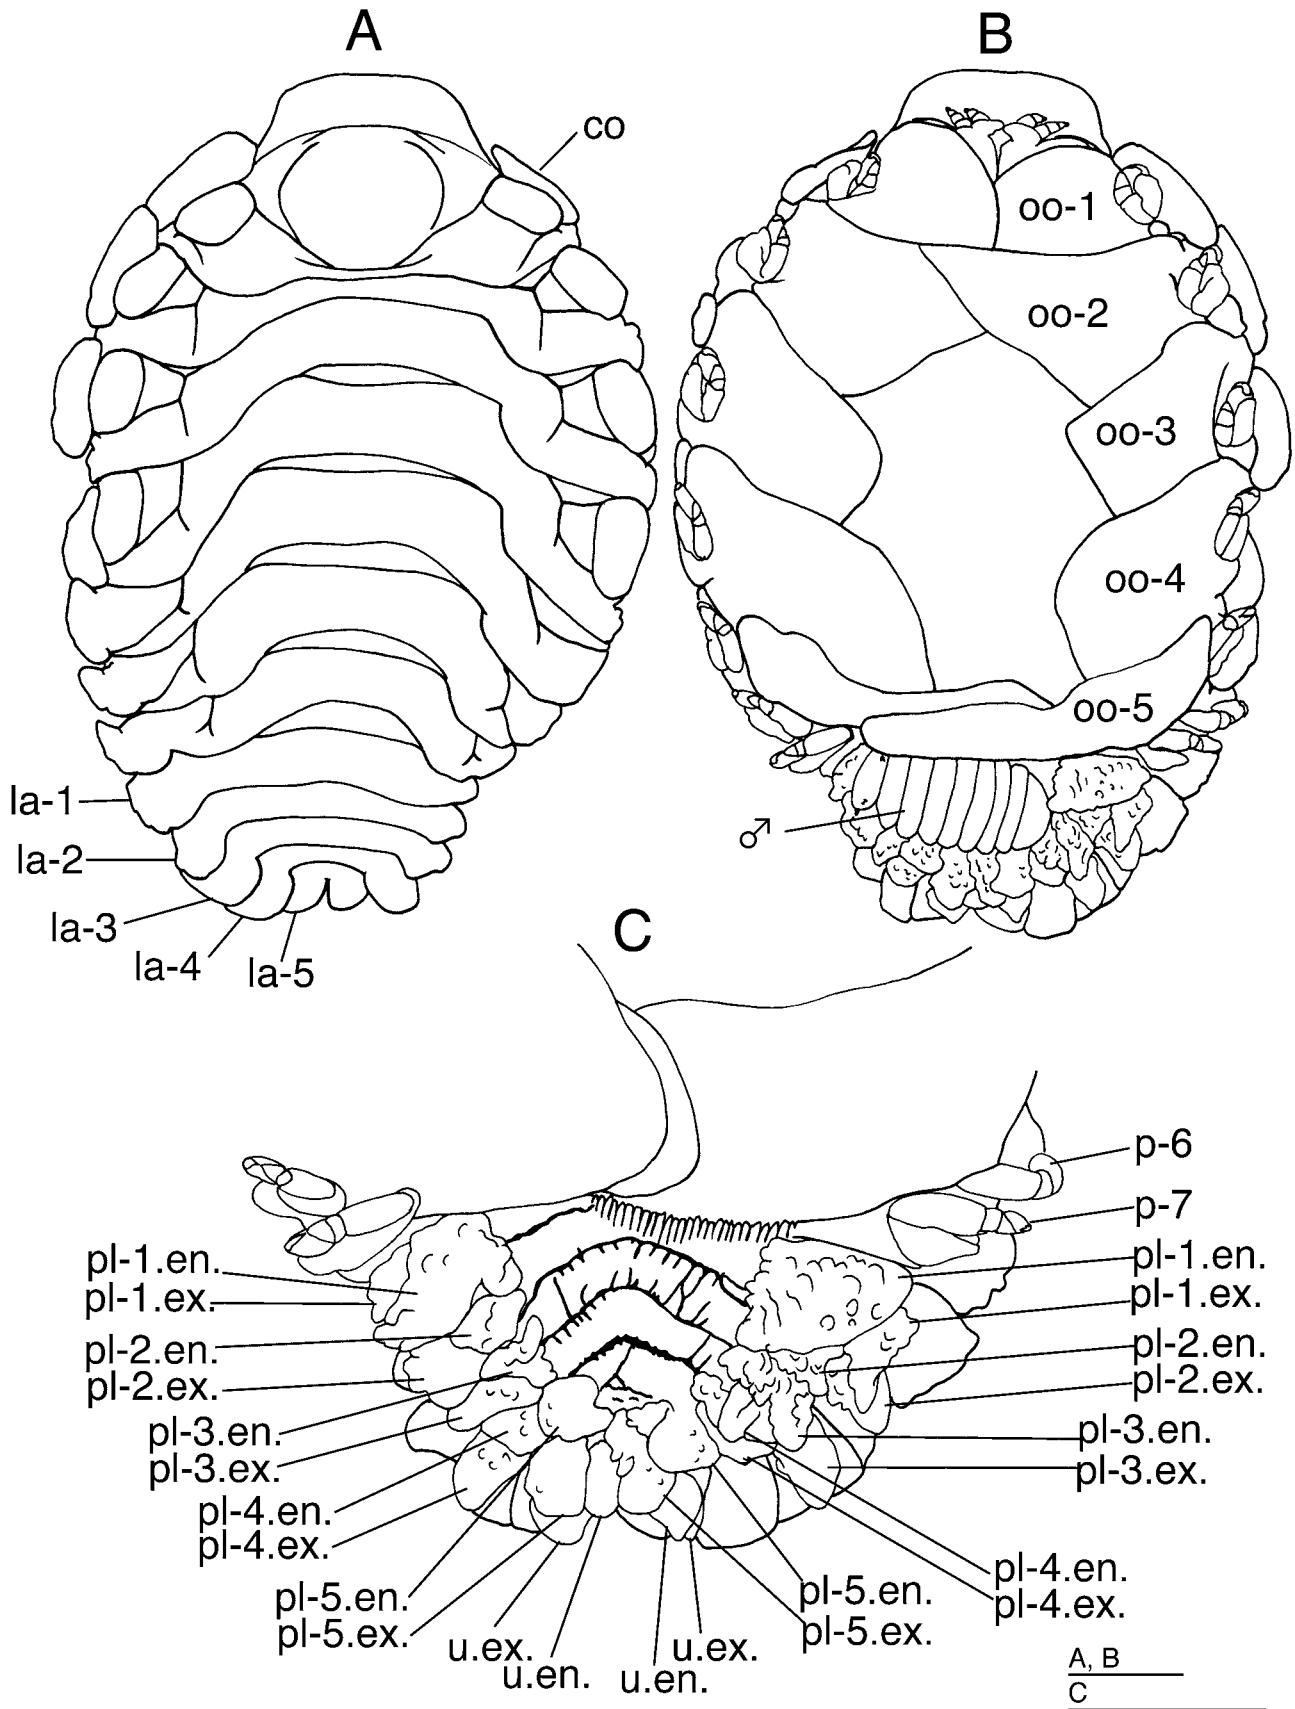 A
B
co
oo-1
oo-2
oo-3
oo-4
oo-5
la-1
la-2
la-3
la-4
la-5
♂
C
p-6
p-7
pl-1.en.
pl-1.ex.
pl-2.en.
pl-2.ex.
pl-3.en.
pl-3.ex.
pl-4.en.
pl-4.ex.
pl-5.en.
pl-5.ex.
u.ex.
u.en.
u.en.
u.ex.
pl-1.en.
pl-1.ex.
pl-2.en.
pl-2.ex.
pl-3.en.
pl-3.ex.
pl-4.en.
pl-4.ex.
pl-5.en.
pl-5.ex.
A, B
C